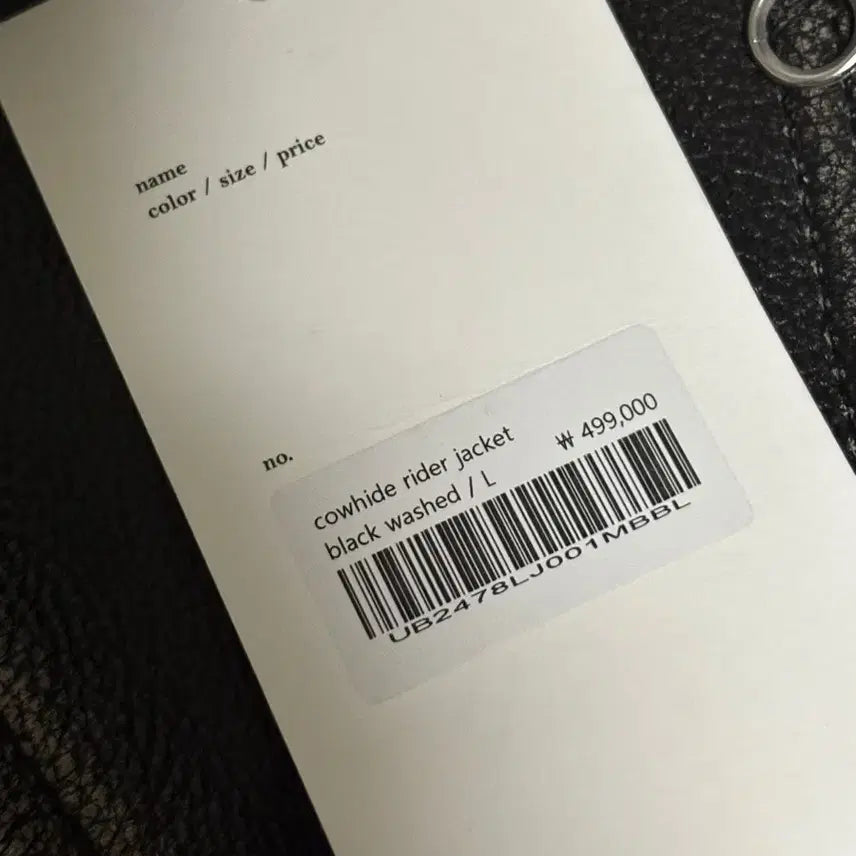 name
color / size / price
no.
cowhide rider jacket
₩ 499,000
black washed / L
UB2478LJ001MBBL